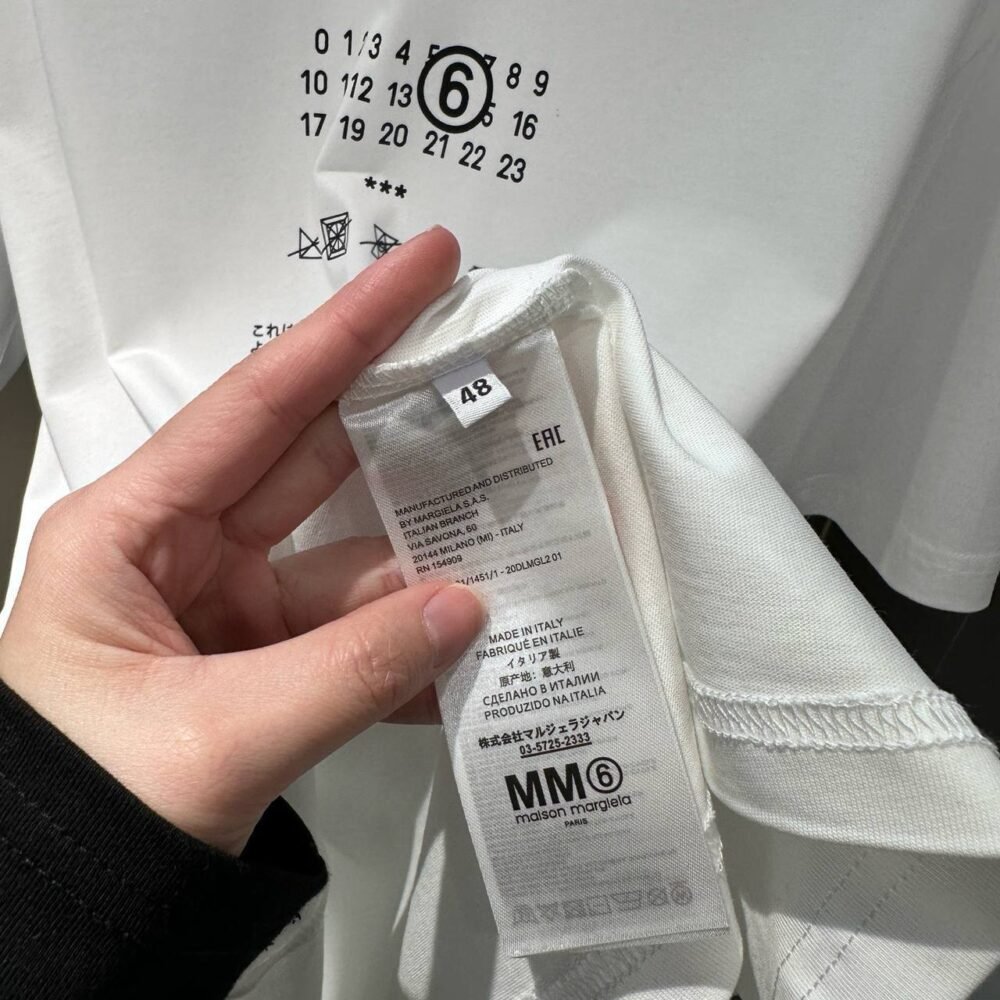 0 1/3 4 5 7 8 9
6
10 112 13 5 16
17 19 20 21 22 23
***
これ
48
EAC
MANUFACTURED AND DISTRIBUTED
BY MARGIELA S.A.S.
ITALIAN BRANCH
VIA SAVONA, 60
20144 MILANO (MI) - ITALY
RN 154909
1/1451/1 - 20DLMGL2 01
MADE IN ITALY
FABRIQUÉ EN ITALIE
イタリア製
原产地：意大利
СДЕЛАНО В ИТАЛИИ
PRODUZIDO NA ITALIA
株式会社マルジェラジャパン
03-5725-2333
MM⑥
maison margiela
PARIS